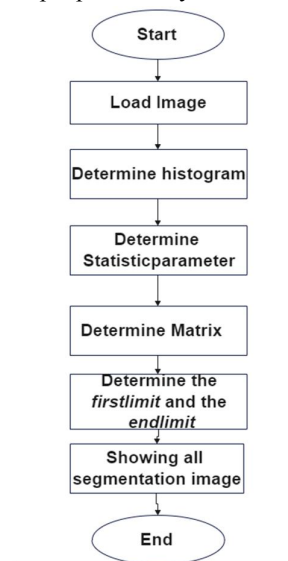 Start
Load Image
Determine histogram
Determine
Statisticparameter
Determine Matrix
Determine the
firstlimit and the
endlimit
Showing all
segmentation image
End